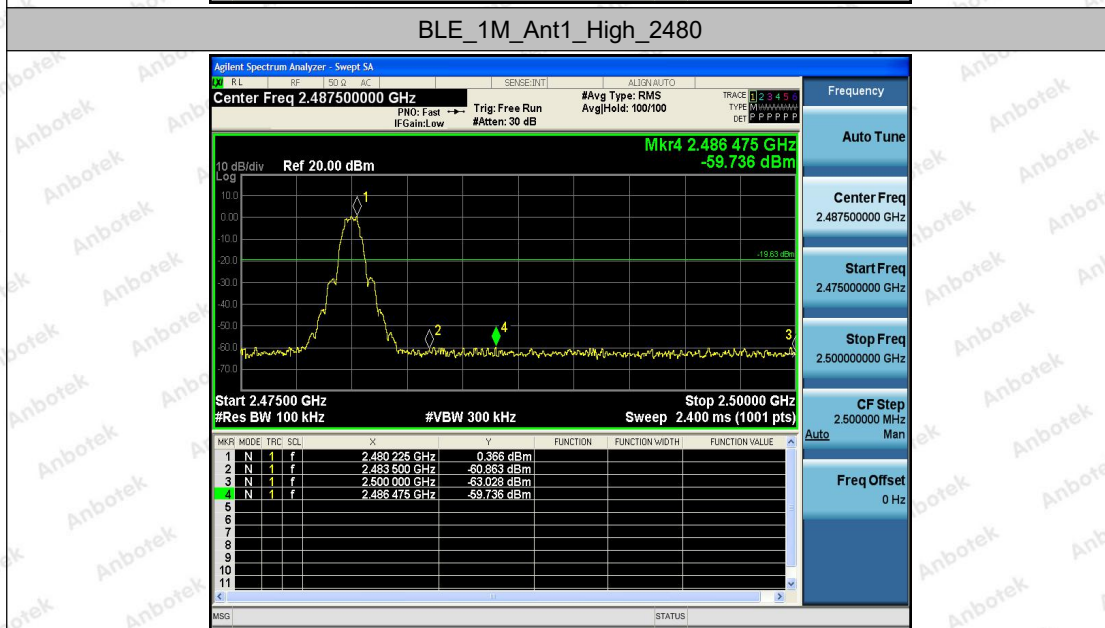 BLE_1M_Ant1_High_2480
Agilent Spectrum Analyzer - Swept SA
RL RF 50 Ω AC SENSE:INT ALIGN AUTO
Center Freq 2.487500000 GHz
PNO: Fast
IFGain:Low
Trig: Free Run
#Atten: 30 dB
#Avg Type: RMS
Avg|Hold: 100/100
TRACE 1 2 3 4 5 6
TYPE M
DET P P P P P P
Frequency
Mkr4 2.486 475 GHz
-59.736 dBm
10 dB/div
Log
Ref 20.00 dBm
10.0
0.00
-10.0
-20.0
-30.0
-40.0
-50.0
-60.0
-70.0
1
2
3
4
-19.63 dBm
Start 2.47500 GHz
#Res BW 100 kHz
#VBW 300 kHz
Stop 2.50000 GHz
Sweep 2.400 ms (1001 pts)
MKR MODE TRC SCL X Y FUNCTION FUNCTION WIDTH FUNCTION VALUE
1 N 1 f 2.480 225 GHz 0.366 dBm
2 N 1 f 2.483 500 GHz -60.863 dBm
3 N 1 f 2.500 000 GHz -63.028 dBm
4 N 1 f 2.486 475 GHz -59.736 dBm
5
6
7
8
9
10
11
MSG STATUS
Auto Tune
Center Freq
2.487500000 GHz
Start Freq
2.475000000 GHz
Stop Freq
2.500000000 GHz
CF Step
2.500000 MHz
Auto Man
Freq Offset
0 Hz
Anbotek